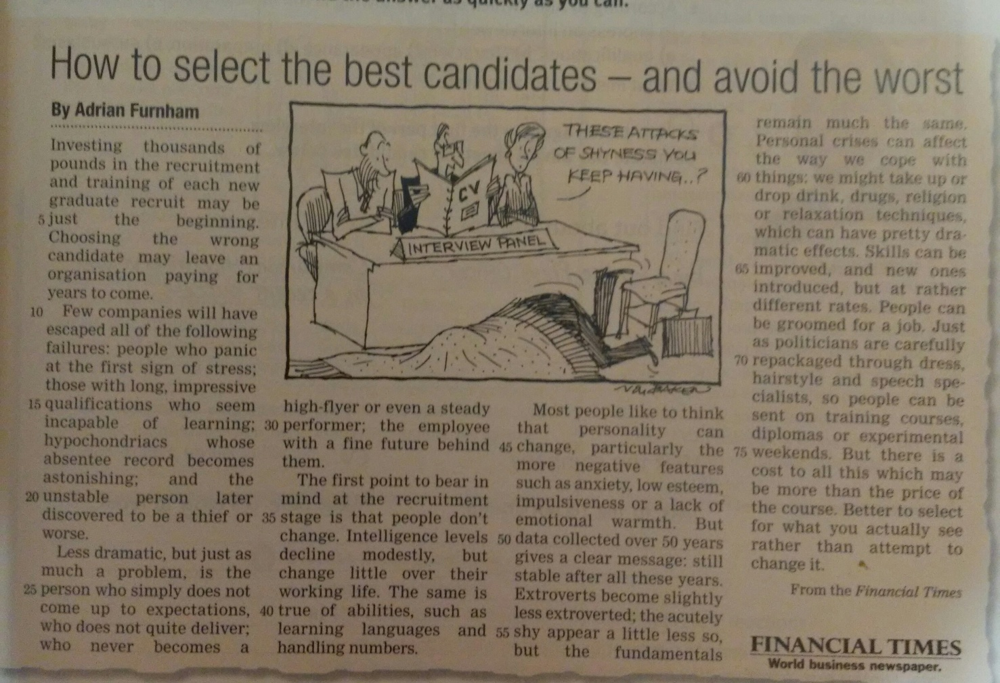 the answer as quickly as you can.
How to select the best candidates – and avoid the worst
By Adrian Furnham
Investing thousands of
pounds in the recruitment
and training of each new
graduate recruit may be
5 just the beginning.
Choosing the wrong
candidate may leave an
organisation paying for
years to come.
10 Few companies will have
escaped all of the following
failures: people who panic
at the first sign of stress;
those with long, impressive
15 qualifications who seem
incapable of learning;
hypochondriacs whose
absentee record becomes
astonishing; and the
20 unstable person later
discovered to be a thief or
worse.
Less dramatic, but just as
much a problem, is the
25 person who simply does not
come up to expectations,
who does not quite deliver;
who never becomes a
THESE ATTACKS
OF SHYNESS YOU
KEEP HAVING..?
CV
INTERVIEW PANEL
high-flyer or even a steady
30 performer; the employee
with a fine future behind
them.
The first point to bear in
mind at the recruitment
35 stage is that people don't
change. Intelligence levels
decline modestly, but
change little over their
working life. The same is
40 true of abilities, such as
learning languages and
handling numbers.
Most people like to think
that personality can
45 change, particularly the
more negative features
such as anxiety, low esteem,
impulsiveness or a lack of
emotional warmth. But
50 data collected over 50 years
gives a clear message: still
stable after all these years.
Extroverts become slightly
less extroverted; the acutely
55 shy appear a little less so,
but the fundamentals
remain much the same.
Personal crises can affect
the way we cope with
60 things: we might take up or
drop drink, drugs, religion
or relaxation techniques,
which can have pretty dra-
matic effects. Skills can be
65 improved, and new ones
introduced, but at rather
different rates. People can
be groomed for a job. Just
as politicians are carefully
70 repackaged through dress,
hairstyle and speech spe-
cialists, so people can be
sent on training courses,
diplomas or experimental
75 weekends. But there is a
cost to all this which may
be more than the price of
the course. Better to select
for what you actually see
rather than attempt to
change it.
From the Financial Times
FINANCIAL TIMES
World business newspaper.